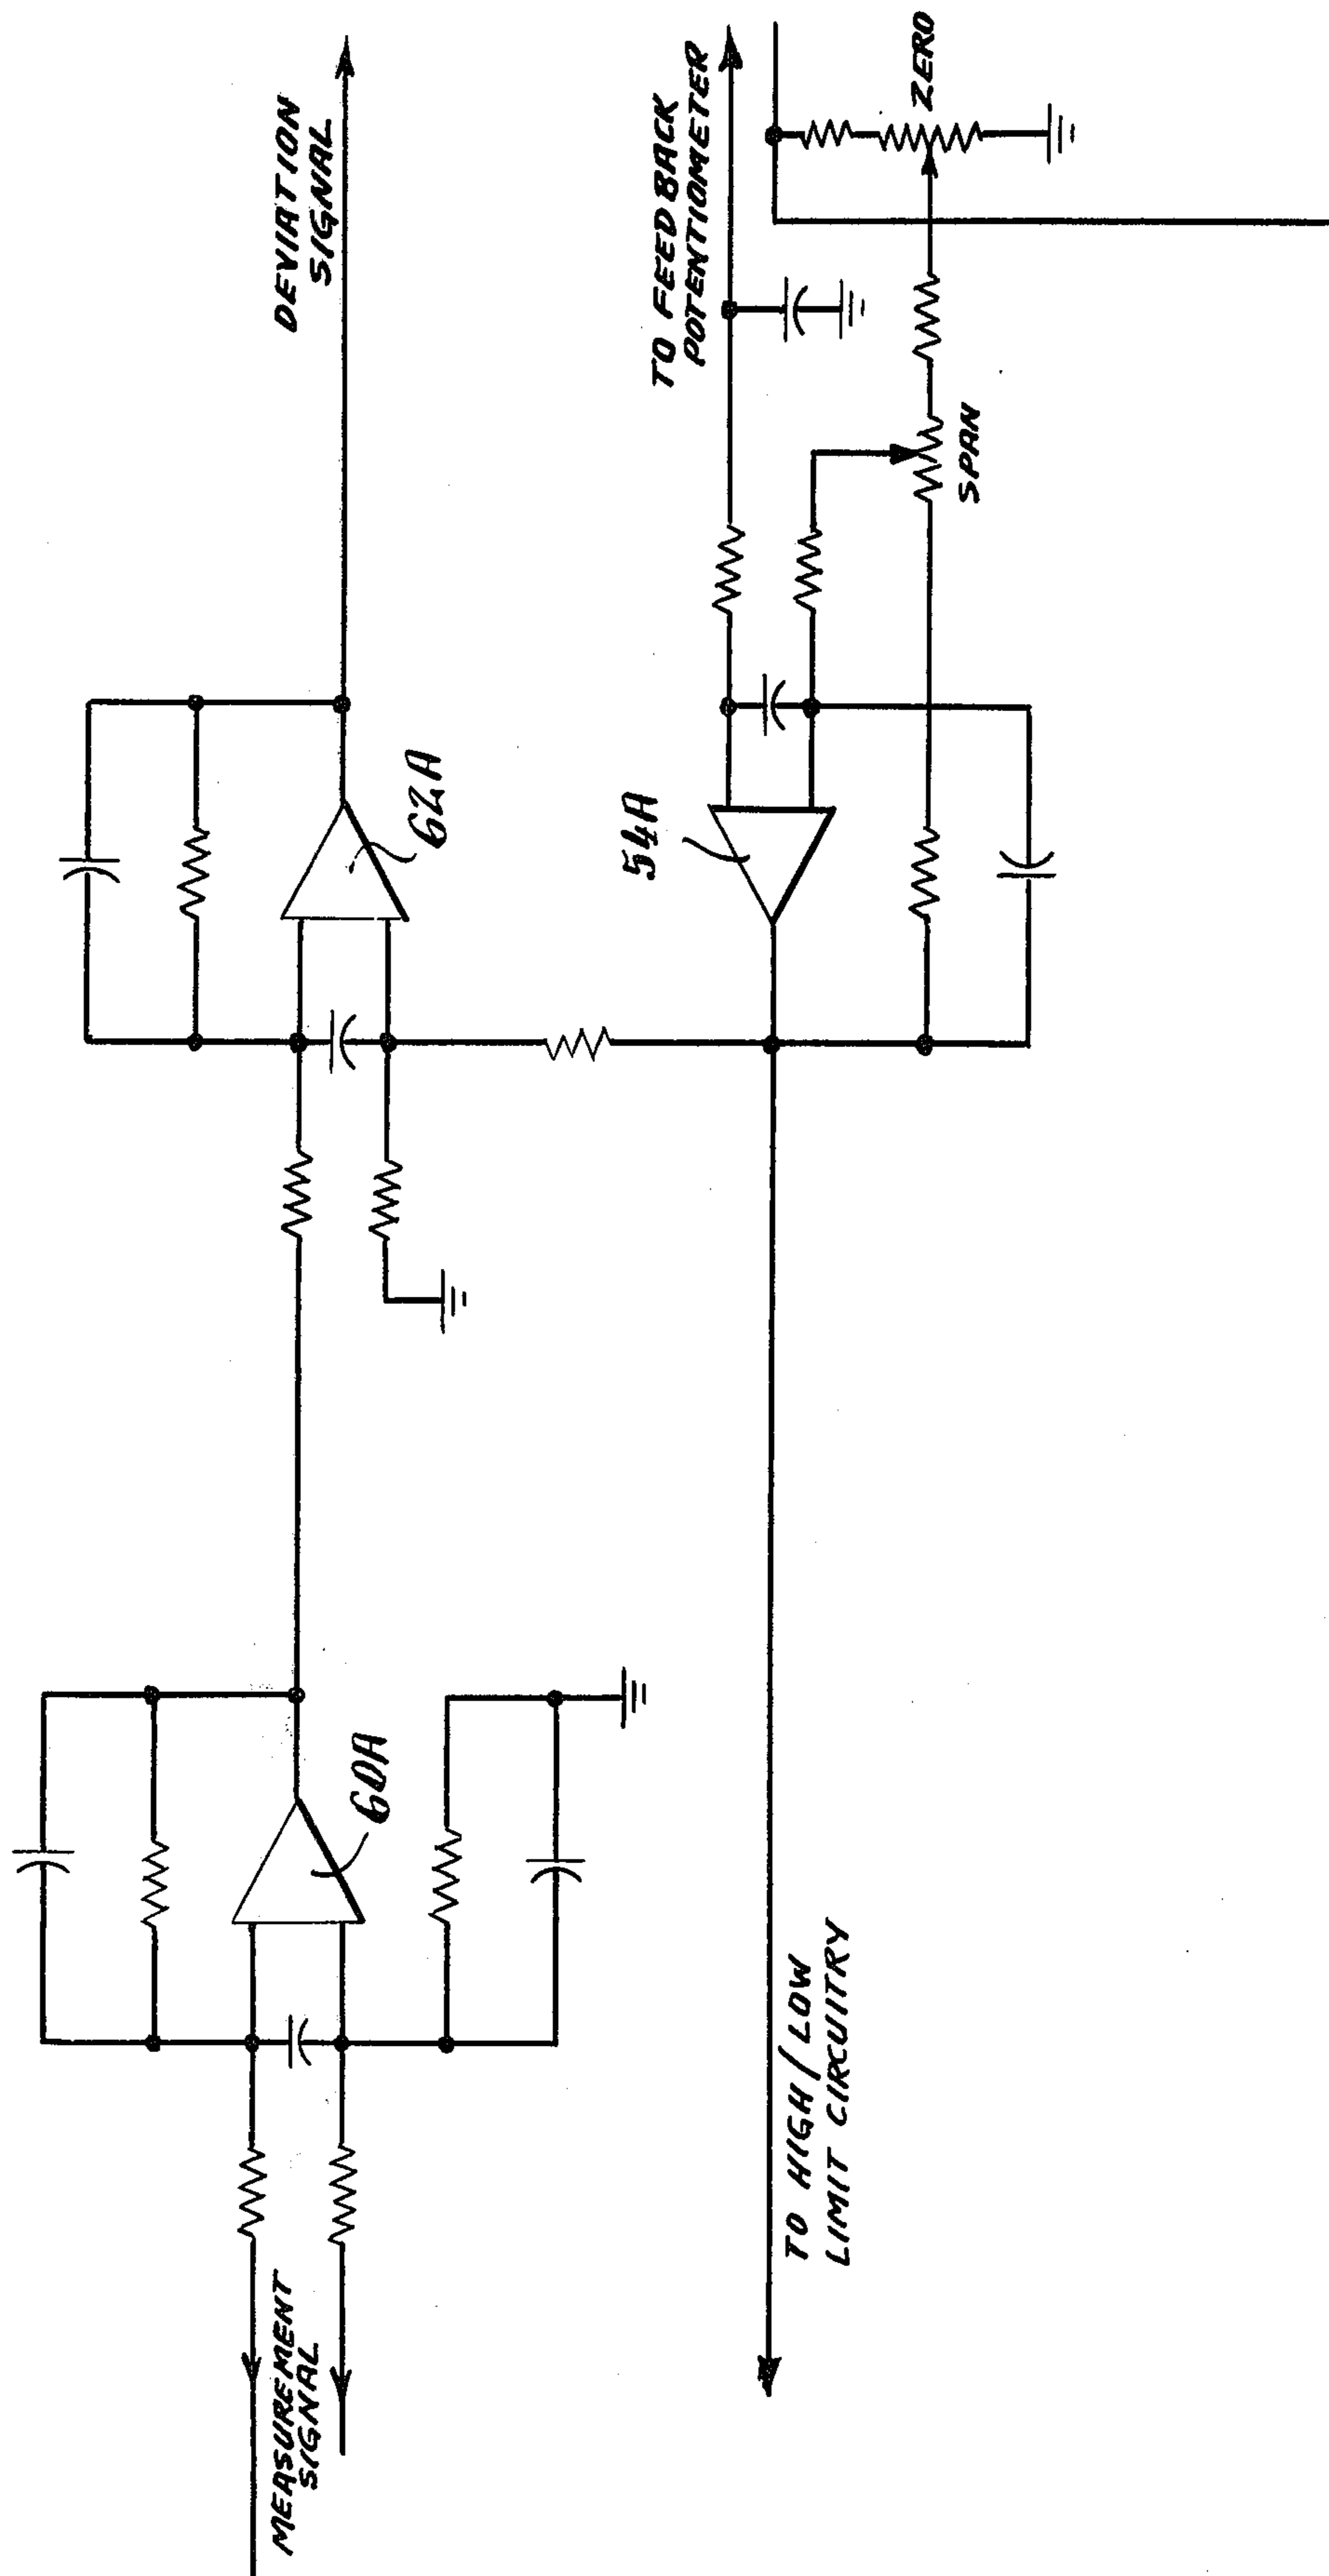 DEVIATION
SIGNAL
62A
60A
MEASUREMENT
SIGNAL
TO FEEDBACK
POTENTIOMETER
ZERO
SPAN
54A
TO HIGH/LOW
LIMIT CIRCUITRY